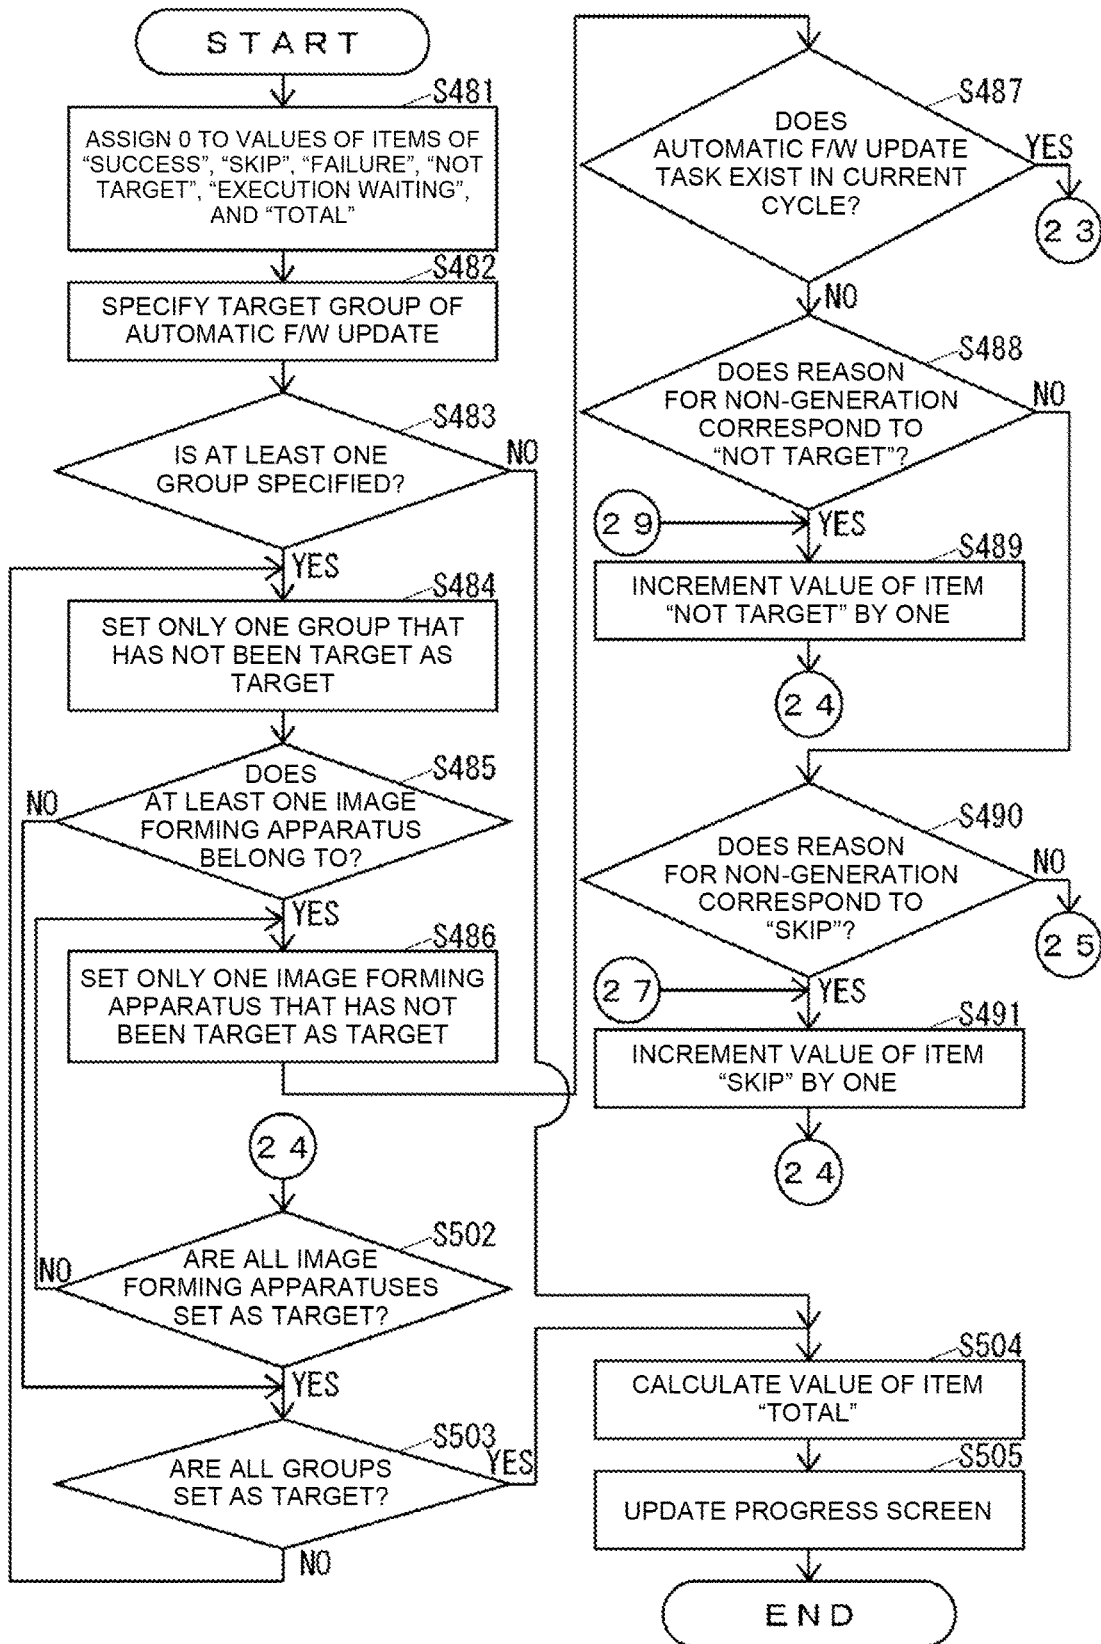 START
S481
ASSIGN 0 TO VALUES OF ITEMS OF
“SUCCESS”, “SKIP”, “FAILURE”, “NOT
TARGET”, “EXECUTION WAITING”,
AND “TOTAL”
S482
SPECIFY TARGET GROUP OF
AUTOMATIC F/W UPDATE
S483
IS AT LEAST ONE
GROUP SPECIFIED?
NO
YES
S484
SET ONLY ONE GROUP THAT
HAS NOT BEEN TARGET AS
TARGET
S485
DOES
AT LEAST ONE IMAGE
FORMING APPARATUS
BELONG TO?
NO
YES
S486
SET ONLY ONE IMAGE FORMING
APPARATUS THAT HAS NOT
BEEN TARGET AS TARGET
24
S502
ARE ALL IMAGE
FORMING APPARATUSES
SET AS TARGET?
NO
YES
S503
ARE ALL GROUPS
SET AS TARGET?
YES
NO
S487
DOES
AUTOMATIC F/W UPDATE
TASK EXIST IN CURRENT
CYCLE?
YES
23
NO
S488
DOES REASON
FOR NON-GENERATION
CORRESPOND TO
“NOT TARGET”?
NO
29
YES
S489
INCREMENT VALUE OF ITEM
“NOT TARGET” BY ONE
24
S490
DOES REASON
FOR NON-GENERATION
CORRESPOND TO
“SKIP”?
NO
25
27
YES
S491
INCREMENT VALUE OF ITEM
“SKIP” BY ONE
24
S504
CALCULATE VALUE OF ITEM
“TOTAL”
S505
UPDATE PROGRESS SCREEN
END